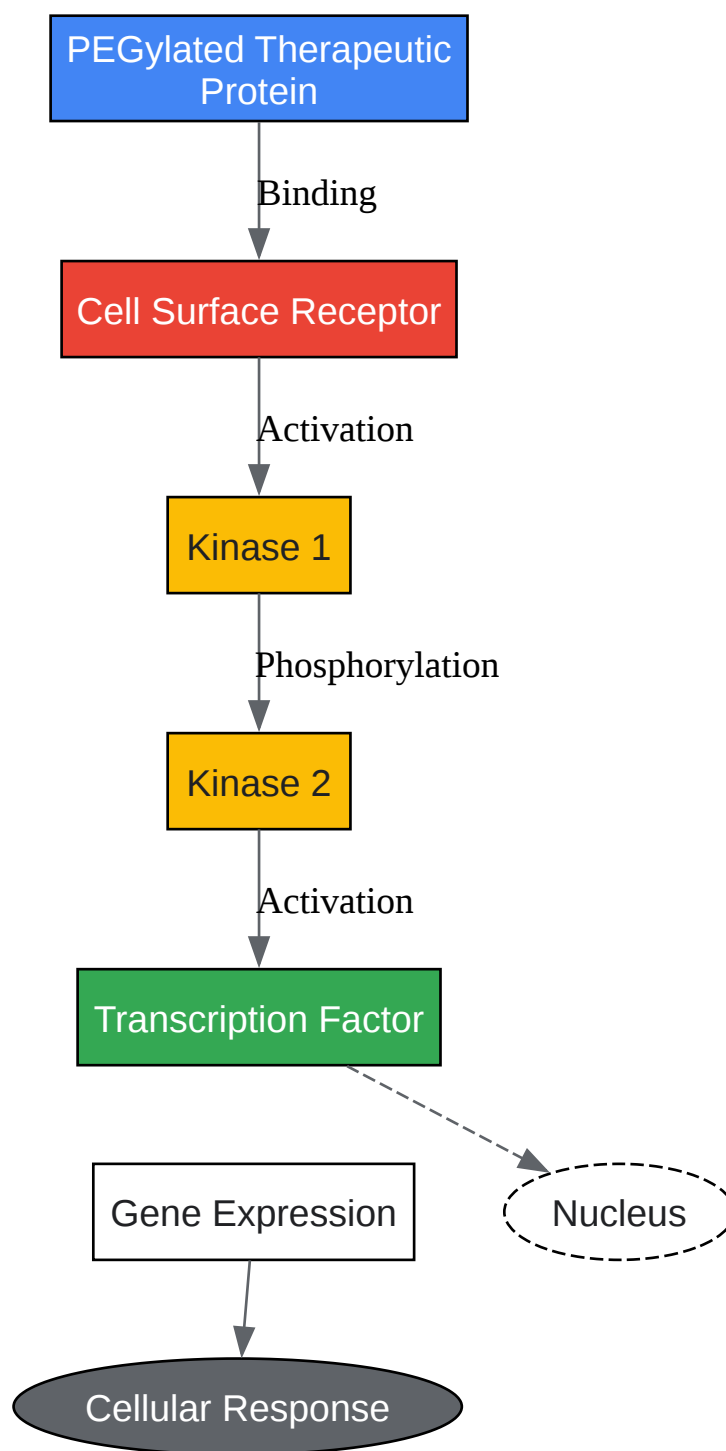 PEGylated Therapeutic
Protein
Binding
Cell Surface Receptor
Activation
Kinase 1
Phosphorylation
Kinase 2
Activation
Transcription Factor
Gene Expression
Nucleus
Cellular Response